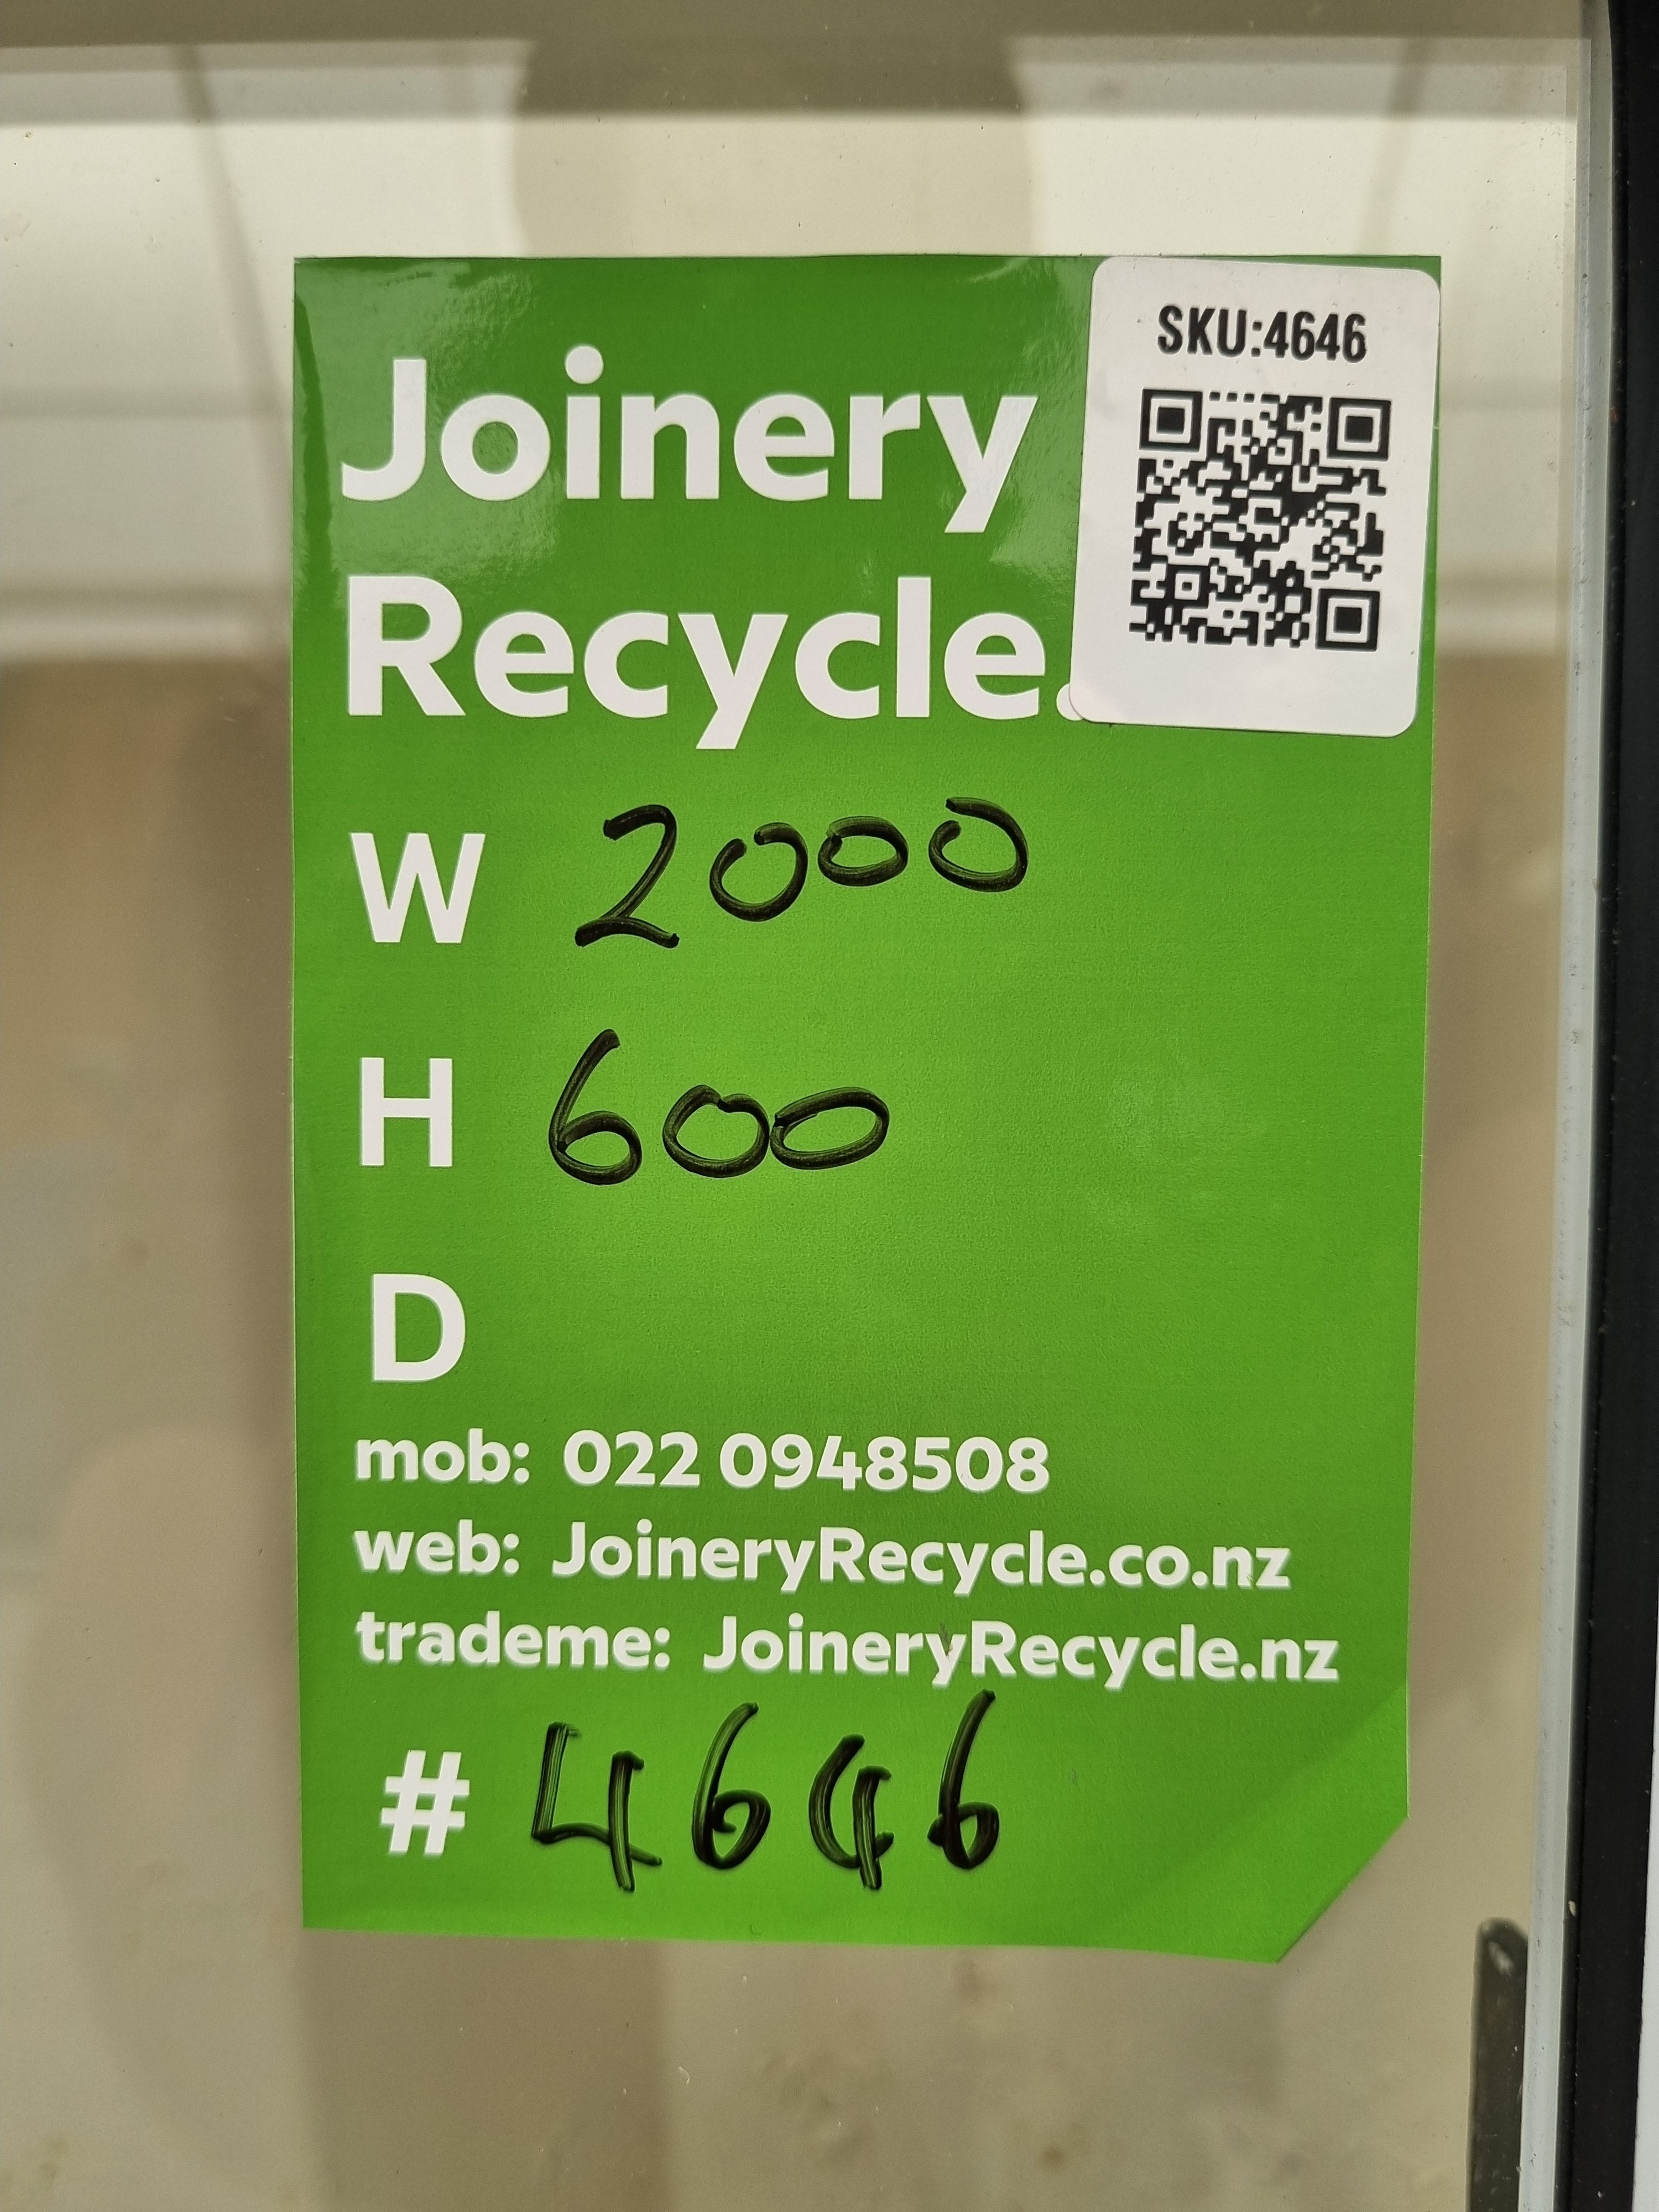 SKU:4646
Joinery
Recycle.
W 2000
H 600
D
mob: 022 0948508
web: JoineryRecycle.co.nz
trademe: JoineryRecycle.nz
# 4646